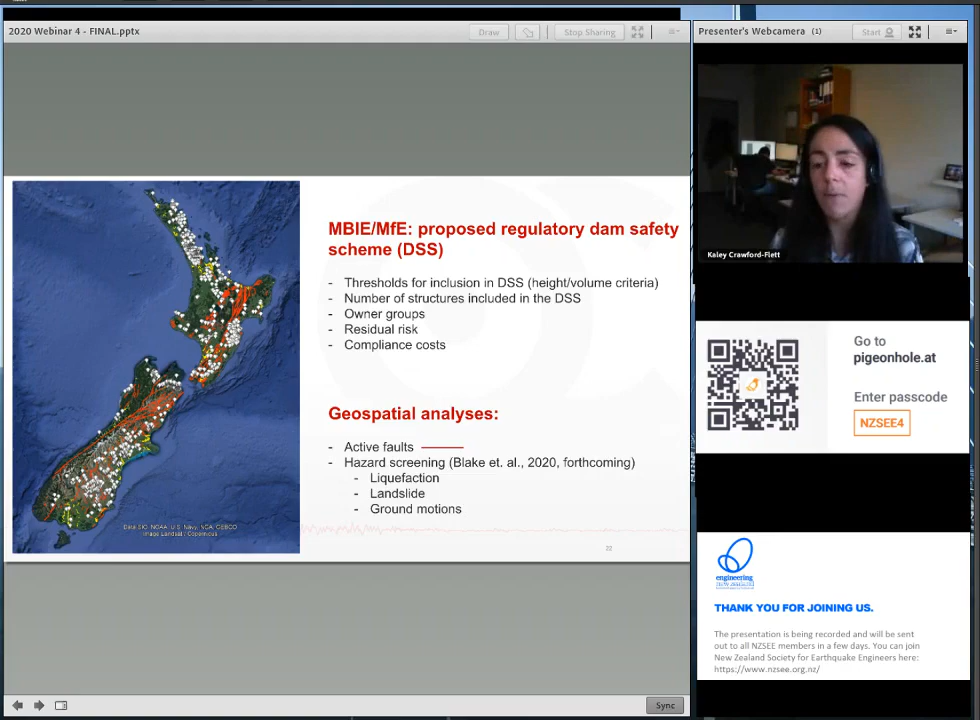 2020 Webinar 4 - FINAL.pptx
Draw
Stop Sharing
MBIE/MfE: proposed regulatory dam safety
scheme (DSS)
- Thresholds for inclusion in DSS (height/volume criteria)
- Number of structures included in the DSS
- Owner groups
- Residual risk
- Compliance costs
Geospatial analyses:
- Active faults
- Hazard screening (Blake et. al., 2020, forthcoming)
- Liquefaction
- Landslide
- Ground motions
Data SIO, NOAA, U.S. Navy, NGA, GEBCO
Image Landsat / Copernicus
22
Sync
Presenter's Webcamera (1)
Start
Kaley Crawford-Flett
Go to
pigeonhole.at
Enter passcode
NZSEE4
engineering
NEW ZEALAND
THANK YOU FOR JOINING US.
The presentation is being recorded and will be sent
out to all NZSEE members in a few days. You can join
New Zealand Society for Earthquake Engineers here:
https://www.nzsee.org.nz/